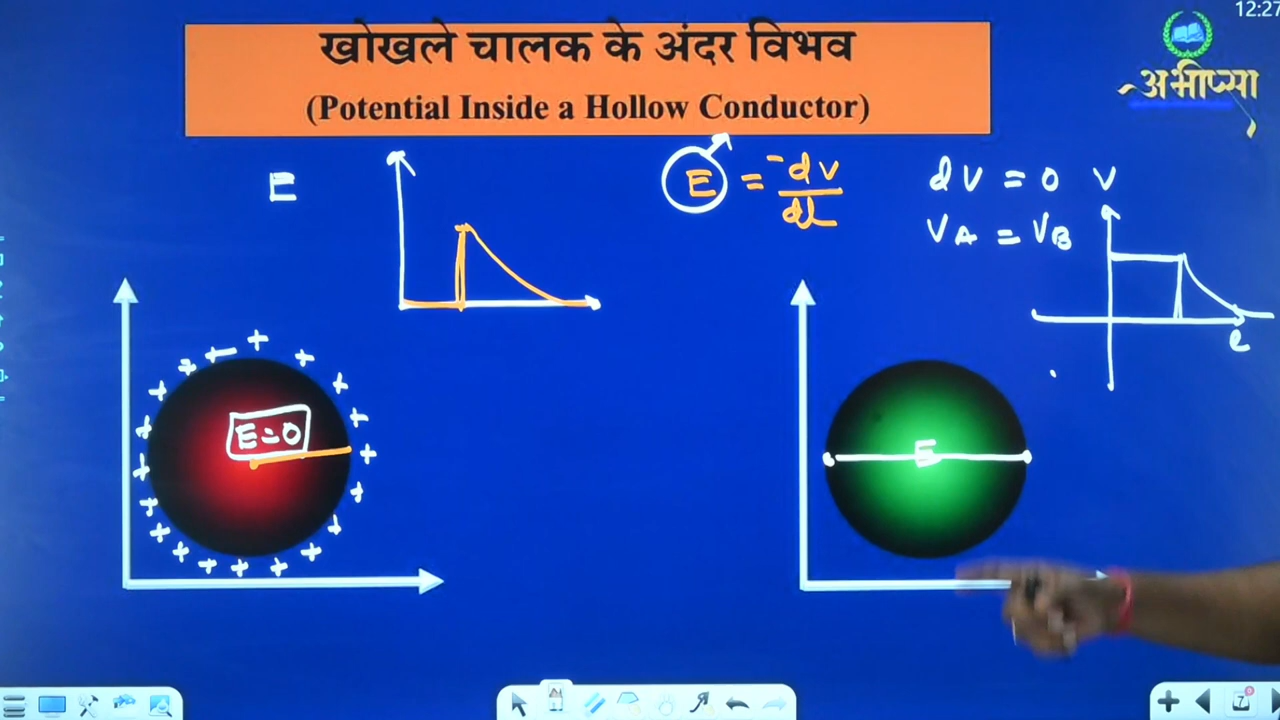 12:27
खोखले चालक के अंदर विभव
(Potential Inside a Hollow Conductor)
अभीप्सा
E
E = -dv/dl
dv = 0
VA = VB
V
E=0
E